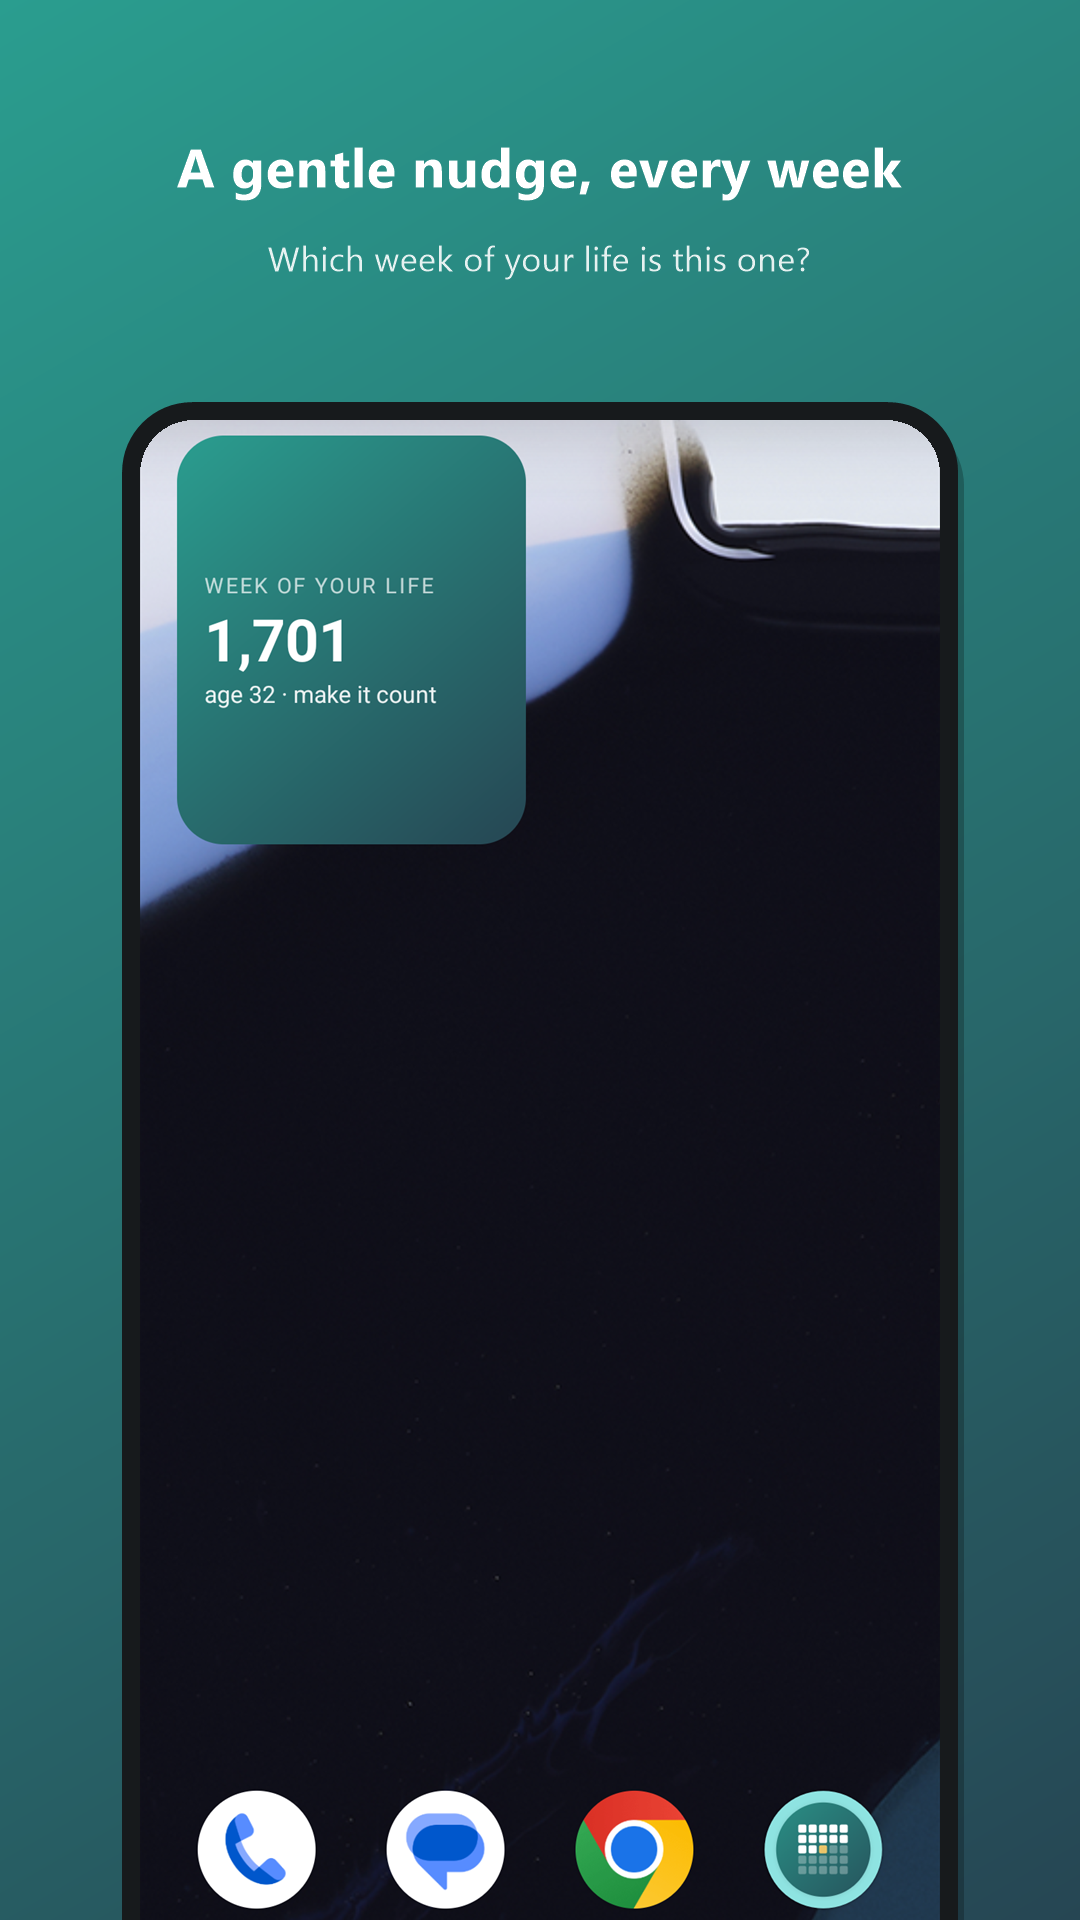 A gentle nudge, every week
Which week of your life is this one?
WEEK OF YOUR LIFE
1,701
age 32 · make it count